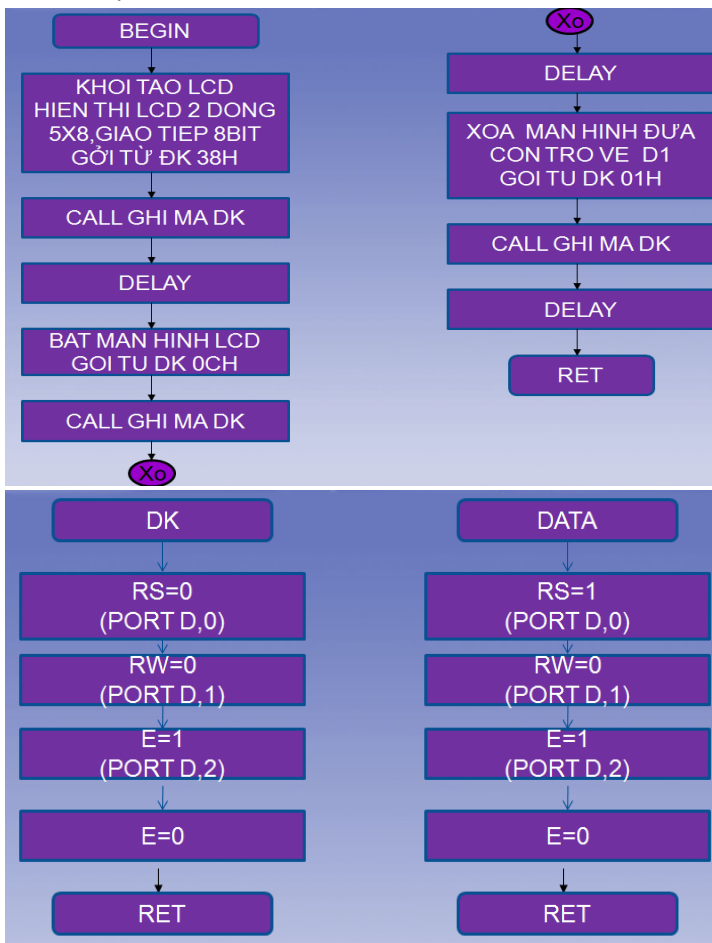 BEGIN
KHOI TAO LCD
HIEN THI LCD 2 DONG
5X8,GIAO TIEP 8BIT
GỞI TỪ ĐK 38H
CALL GHI MA DK
DELAY
BAT MAN HINH LCD
GOI TU DK 0CH
CALL GHI MA DK
Xo
Xo
DELAY
XOA MAN HINH ĐƯA
CON TRO VE D1
GOI TU DK 01H
CALL GHI MA DK
DELAY
RET
DK
RS=0
(PORT D,0)
RW=0
(PORT D,1)
E=1
(PORT D,2)
E=0
RET
DATA
RS=1
(PORT D,0)
RW=0
(PORT D,1)
E=1
(PORT D,2)
E=0
RET